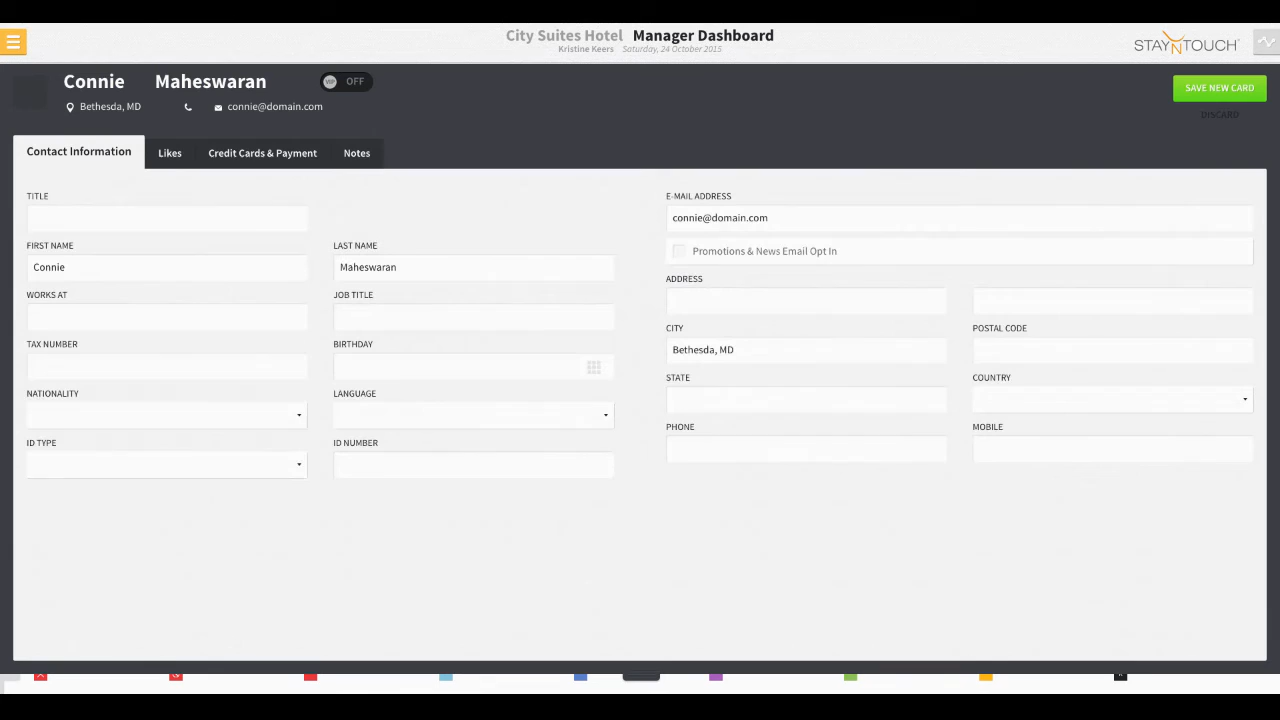 City Suites Hotel Manager Dashboard
Kristine Keers Saturday, 24 October 2015
STAYNTOUCH
Connie Maheswaran VIP OFF
Bethesda, MD connie@domain.com
SAVE NEW CARD
DISCARD
Contact Information Likes Credit Cards & Payment Notes
TITLE
E-MAIL ADDRESS
connie@domain.com
FIRST NAME LAST NAME
Promotions & News Email Opt In
Connie Maheswaran
ADDRESS
WORKS AT JOB TITLE
CITY POSTAL CODE
TAX NUMBER BIRTHDAY
Bethesda, MD
STATE COUNTRY
NATIONALITY LANGUAGE
PHONE MOBILE
ID TYPE ID NUMBER